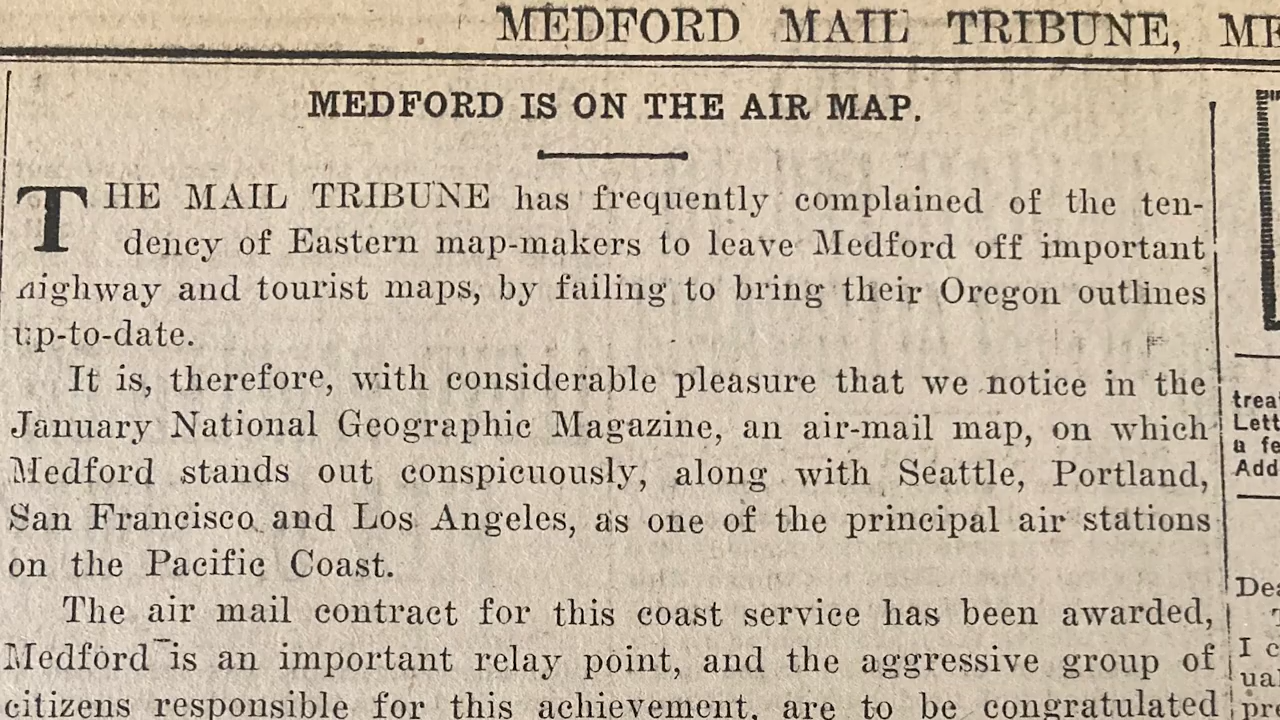 MEDFORD MAIL TRIBUNE,
MEDFORD IS ON THE AIR MAP.
THE MAIL TRIBUNE has frequently complained of the ten-
dency of Eastern map-makers to leave Medford off important
highway and tourist maps, by failing to bring their Oregon outlines
up-to-date.
It is, therefore, with considerable pleasure that we notice in the
January National Geographic Magazine, an air-mail map, on which
Medford stands out conspicuously, along with Seattle, Portland,
San Francisco and Los Angeles, as one of the principal air stations
on the Pacific Coast.
The air mail contract for this coast service has been awarded,
Medford is an important relay point, and the aggressive group of
citizens responsible for this achievement, are to be congratulated
Lett
a fe
Add
I c